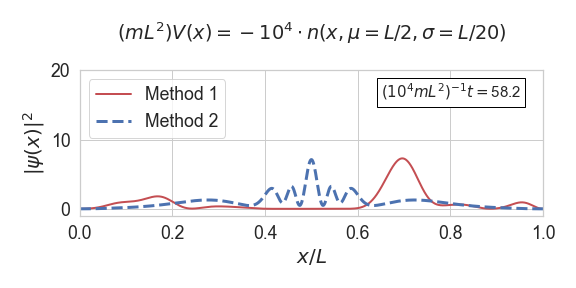 (mL²)V(x) = −10⁴ · n(x, μ = L/2, σ = L/20)
20
10
0
|ψ(x)|²
Method 1
Method 2
(10⁴mL²)⁻¹t = 58.2
0.0 0.2 0.4 0.6 0.8 1.0
x/L